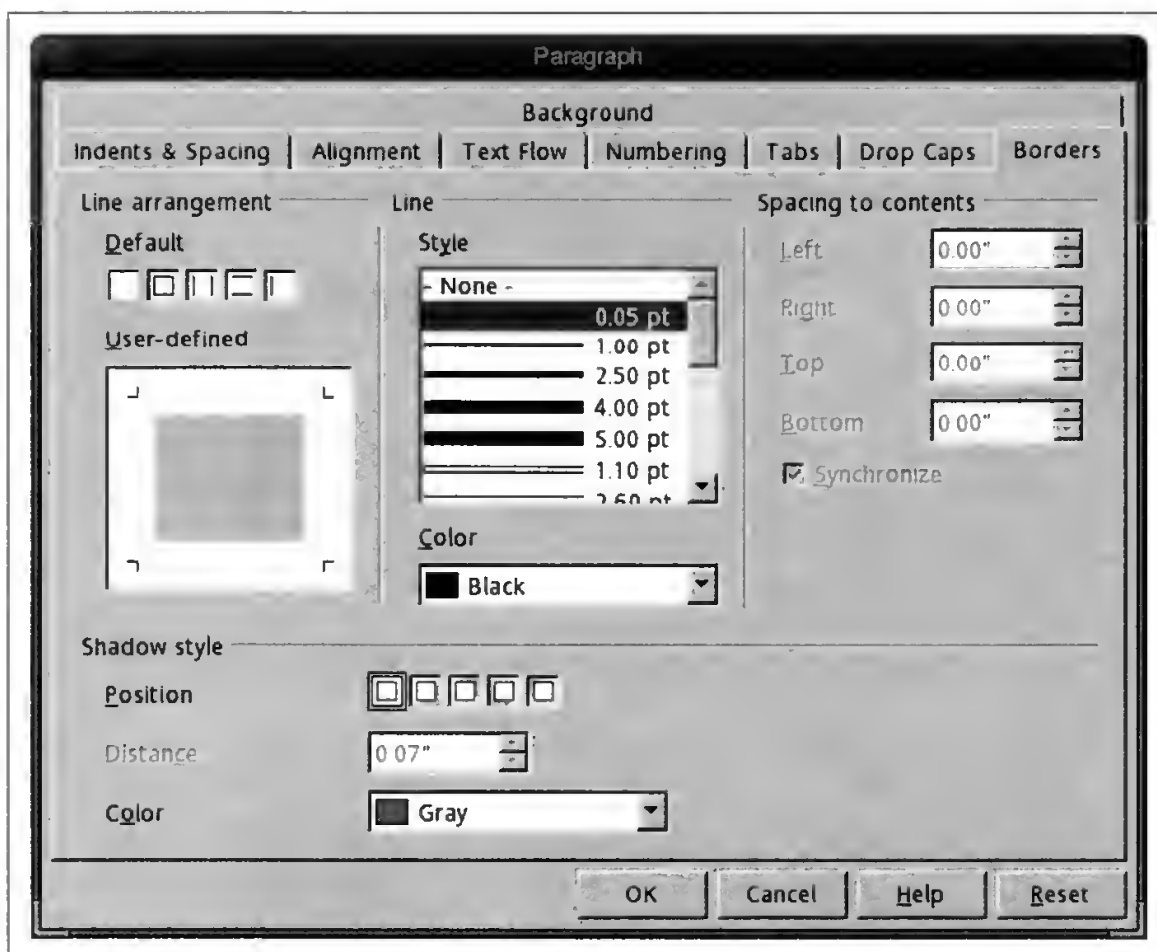 Paragraph
Background
Indents & Spacing Alignment Text Flow Numbering Tabs Drop Caps Borders
Line arrangement
Default
User-defined
Line
Style
- None -
0.05 pt
1.00 pt
2.50 pt
4.00 pt
5.00 pt
1.10 pt
2.60 pt
Color
Black
Spacing to contents
Left 0.00"
Right 0.00"
Top 0.00"
Bottom 0.00"
Synchronize
Shadow style
Position
Distance 0.07"
Color Gray
OK Cancel Help Reset